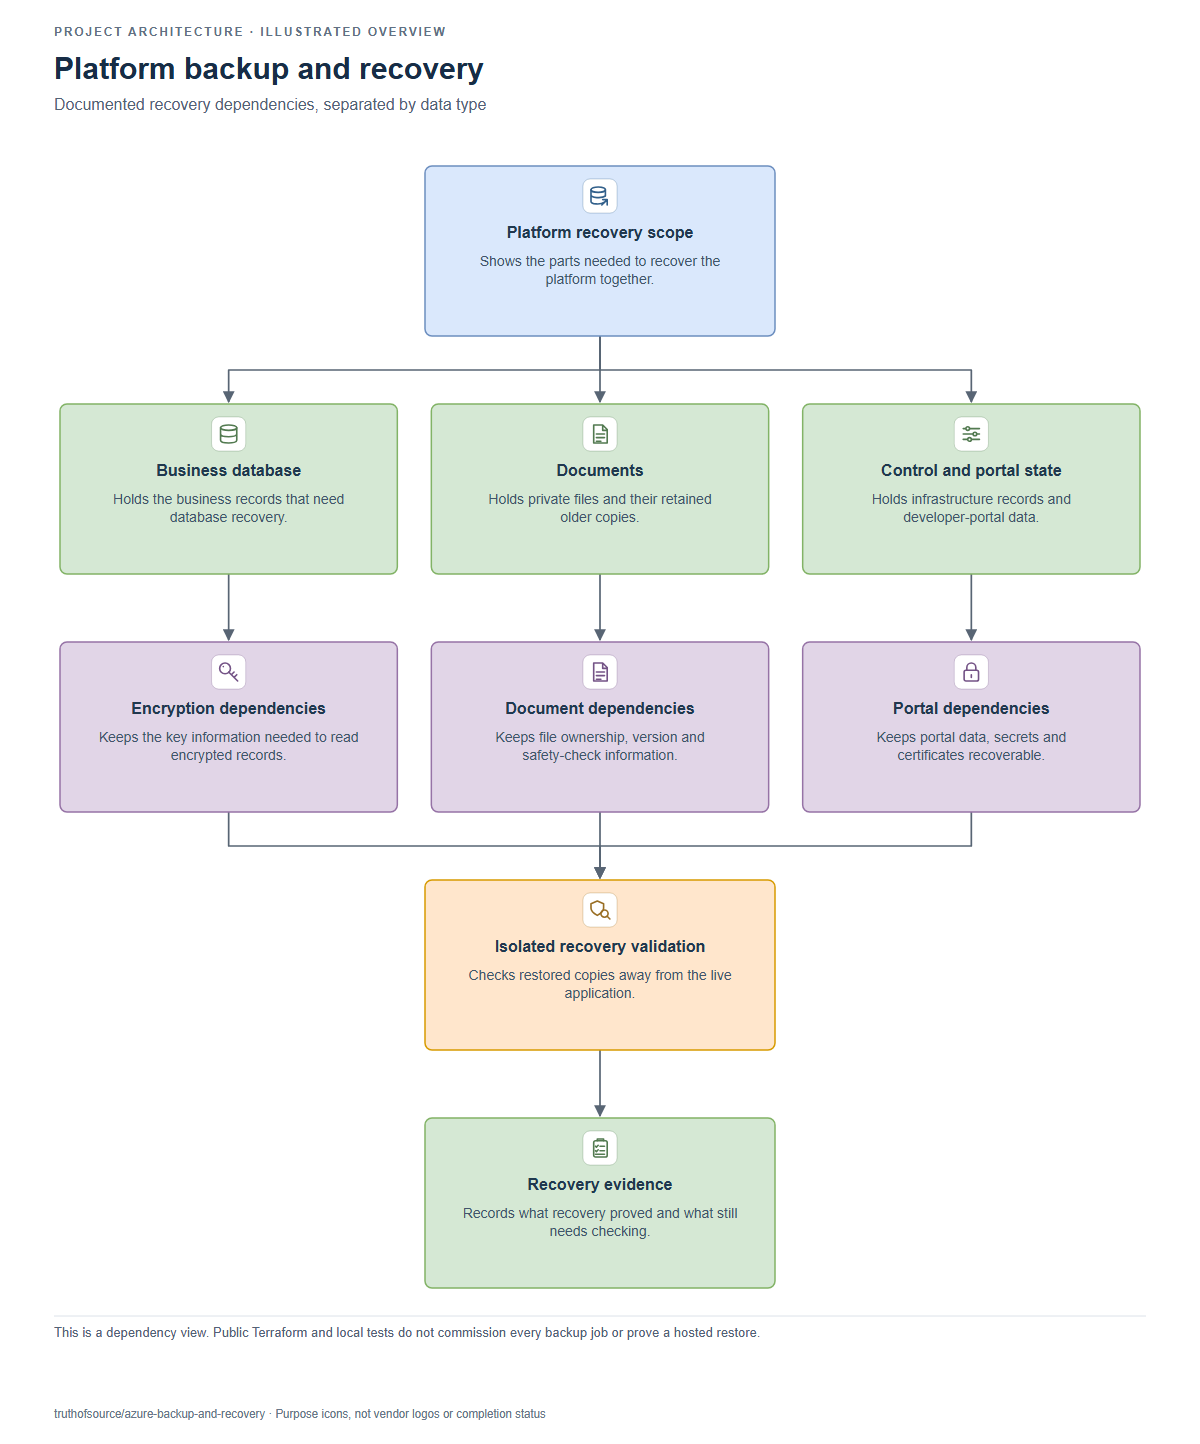 PROJECT ARCHITECTURE · ILLUSTRATED OVERVIEW
Platform backup and recovery
Documented recovery dependencies, separated by data type
Platform recovery scope
Shows the parts needed to recover the
platform together.
Business database
Holds the business records that need
database recovery.
Documents
Holds private files and their retained
older copies.
Control and portal state
Holds infrastructure records and
developer-portal data.
Encryption dependencies
Keeps the key information needed to read
encrypted records.
Document dependencies
Keeps file ownership, version and
safety-check information.
Portal dependencies
Keeps portal data, secrets and
certificates recoverable.
Isolated recovery validation
Checks restored copies away from the live
application.
Recovery evidence
Records what recovery proved and what still
needs checking.
This is a dependency view. Public Terraform and local tests do not commission every backup job or prove a hosted restore.
truthofsource/azure-backup-and-recovery · Purpose icons, not vendor logos or completion status